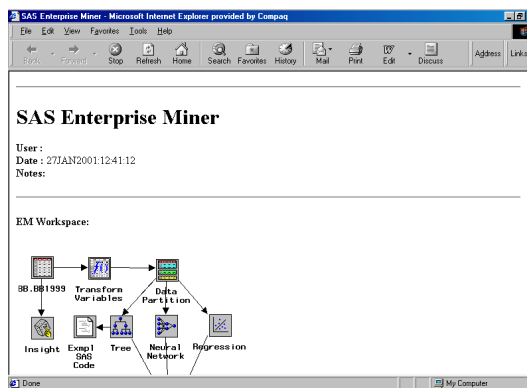 SAS Enterprise Miner - Microsoft Internet Explorer provided by Compaq
File Edit View Favorites Tools Help
Back Forward Stop Refresh Home Search Favorites History Mail Print Edit Discuss Address Links
SAS Enterprise Miner
User :
Date : 27JAN2001:12:41:12
Notes:
EM Workspace:
BB.BB1999 Transform Variables Data Partition
Insight Exmpl SAS Code Tree Neural Network Regression
Done My Computer